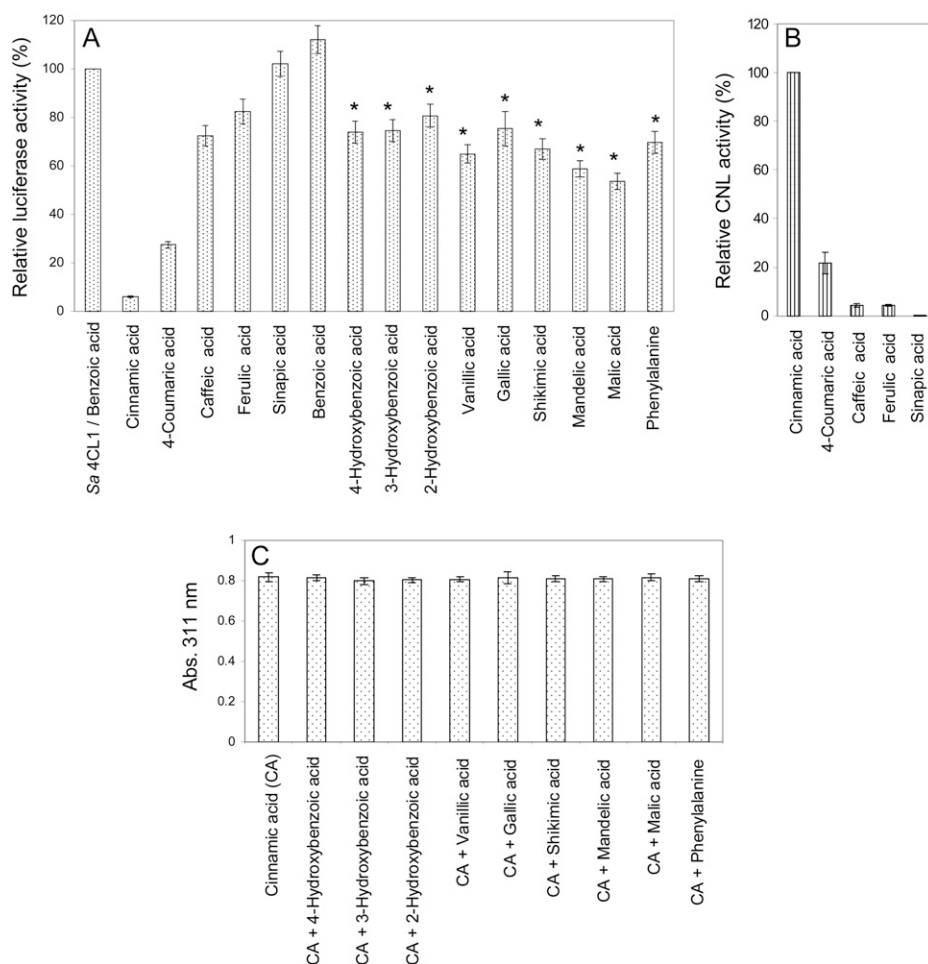 A
Relative luciferase activity (%)
120
100
80
60
40
20
0
* * * * * * * * *
Sa 4CL1 / Benzoic acid
Cinnamic acid
4-Coumaric acid
Caffeic acid
Ferulic acid
Sinapic acid
Benzoic acid
4-Hydroxybenzoic acid
3-Hydroxybenzoic acid
2-Hydroxybenzoic acid
Vanillic acid
Gallic acid
Shikimic acid
Mandelic acid
Malic acid
Phenylalanine
B
Relative CNL activity (%)
120
100
80
60
40
20
0
Cinnamic acid
4-Coumaric acid
Caffeic acid
Ferulic acid
Sinapic acid
C
Abs. 311 nm
1
0.8
0.6
0.4
0.2
0
Cinnamic acid (CA)
CA + 4-Hydroxybenzoic acid
CA + 3-Hydroxybenzoic acid
CA + 2-Hydroxybenzoic acid
CA + Vanillic acid
CA + Gallic acid
CA + Shikimic acid
CA + Mandelic acid
CA + Malic acid
CA + Phenylalanine